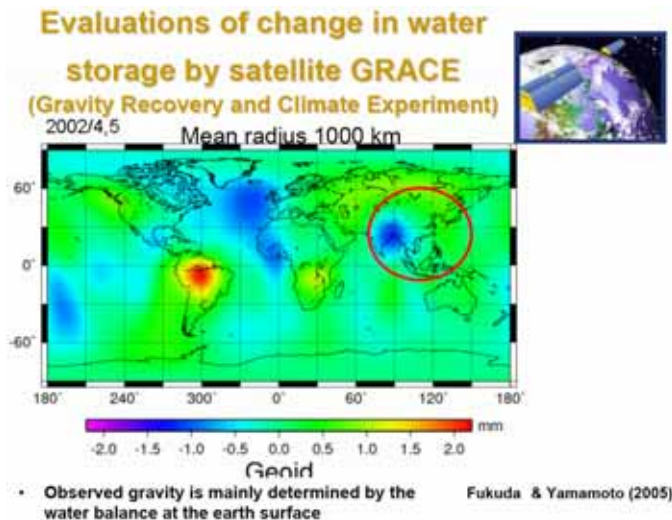 Evaluations of change in water
storage by satellite GRACE
(Gravity Recovery and Climate Experiment)
2002/4,5
Mean radius 1000 km
60°
0°
-60°
180° 240° 300° 0° 60° 120° 180°
-2.0 -1.5 -1.0 -0.5 0.0 0.5 1.0 1.5 2.0 mm
Geoid
• Observed gravity is mainly determined by the
water balance at the earth surface
Fukuda & Yamamoto (2005)